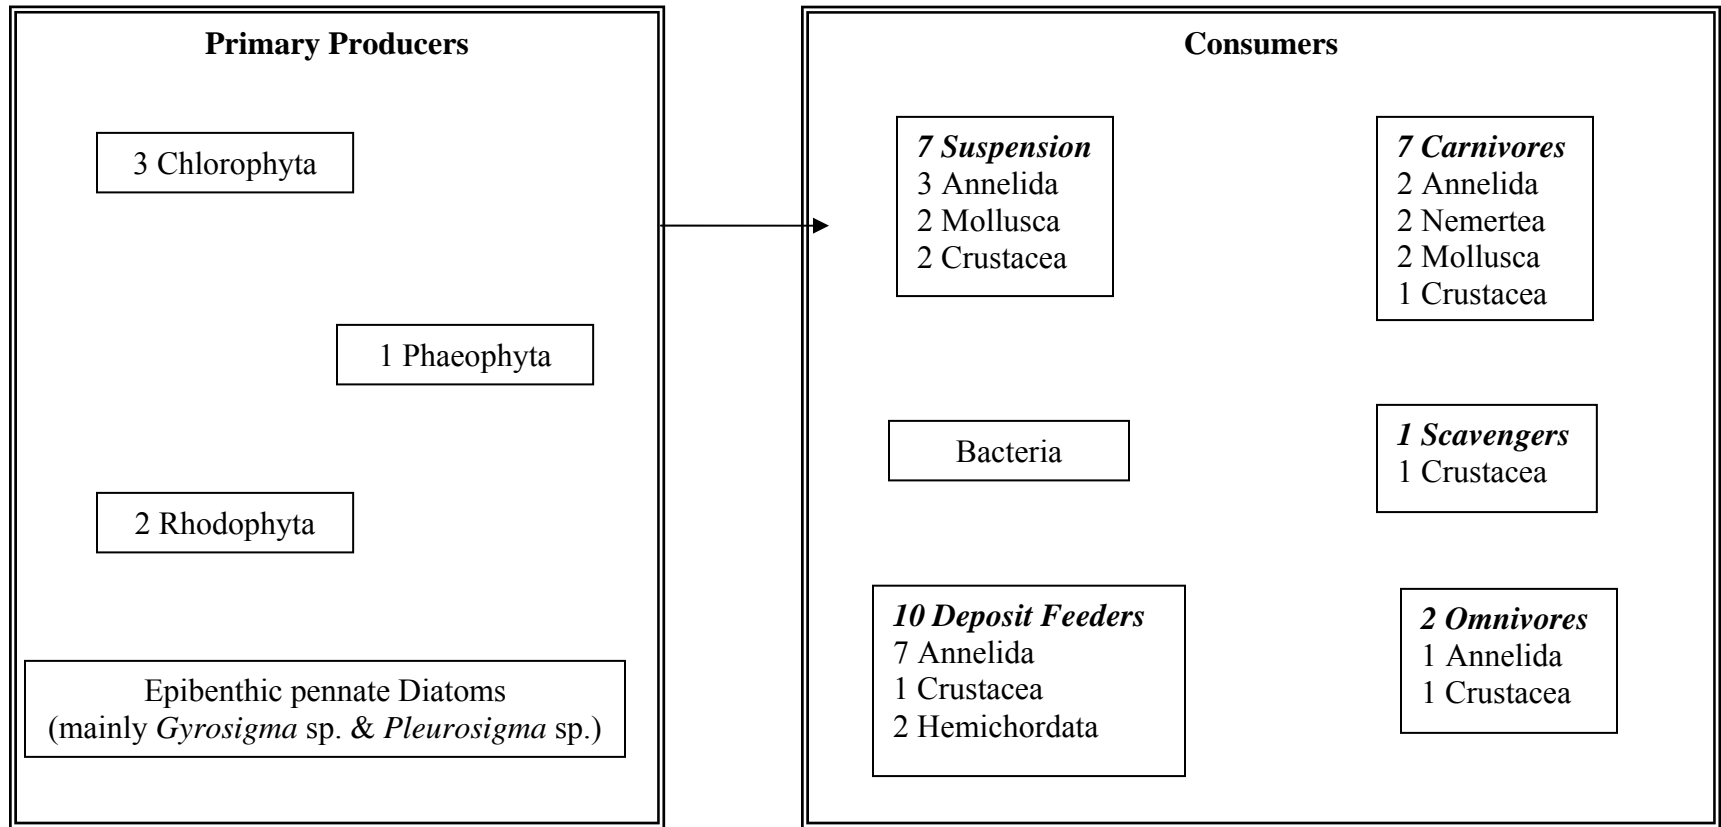 Primary Producers
3 Chlorophyta
1 Phaeophyta
2 Rhodophyta
Epibenthic pennate Diatoms
(mainly Gyrosigma sp. & Pleurosigma sp.)
Consumers
7 Suspension
3 Annelida
2 Mollusca
2 Crustacea
7 Carnivores
2 Annelida
2 Nemertea
2 Mollusca
1 Crustacea
Bacteria
1 Scavengers
1 Crustacea
10 Deposit Feeders
7 Annelida
1 Crustacea
2 Hemichordata
2 Omnivores
1 Annelida
1 Crustacea